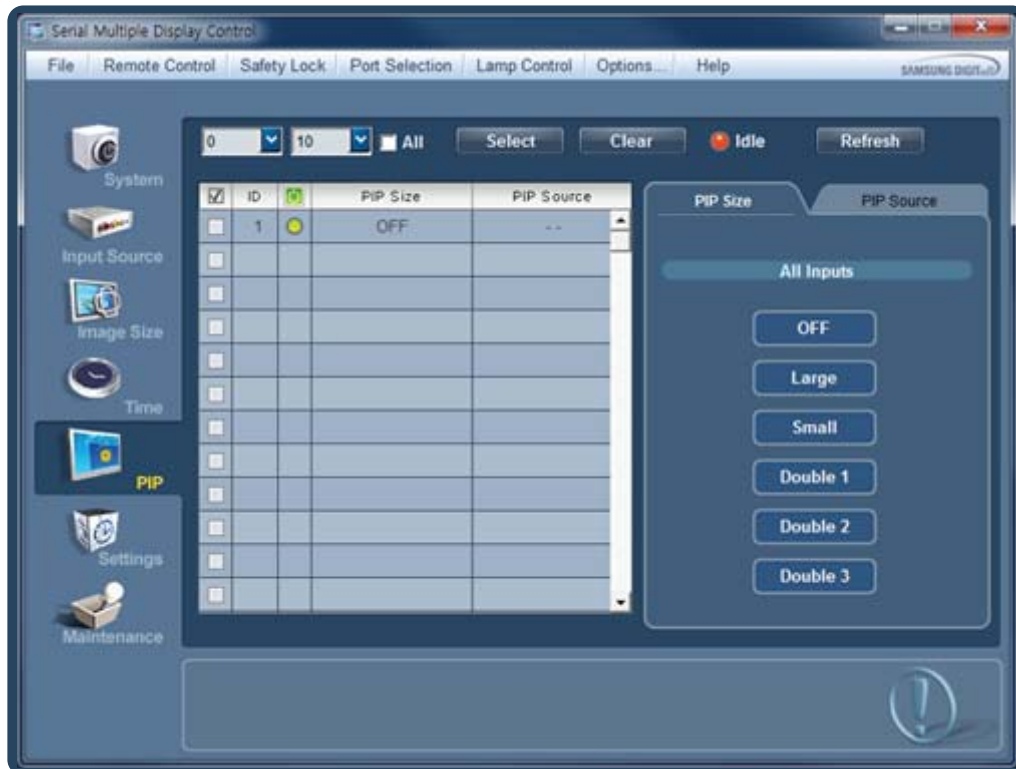 Serial Multiple Display Control
File Remote Control Safety Lock Port Selection Lamp Control Options... Help
0 10 All Select Clear Idle Refresh
System
Input Source
Image Size
Time
PIP
Settings
Maintenance
ID PIP Size PIP Source
1 OFF - -
PIP Size PIP Source
All Inputs
OFF
Large
Small
Double 1
Double 2
Double 3